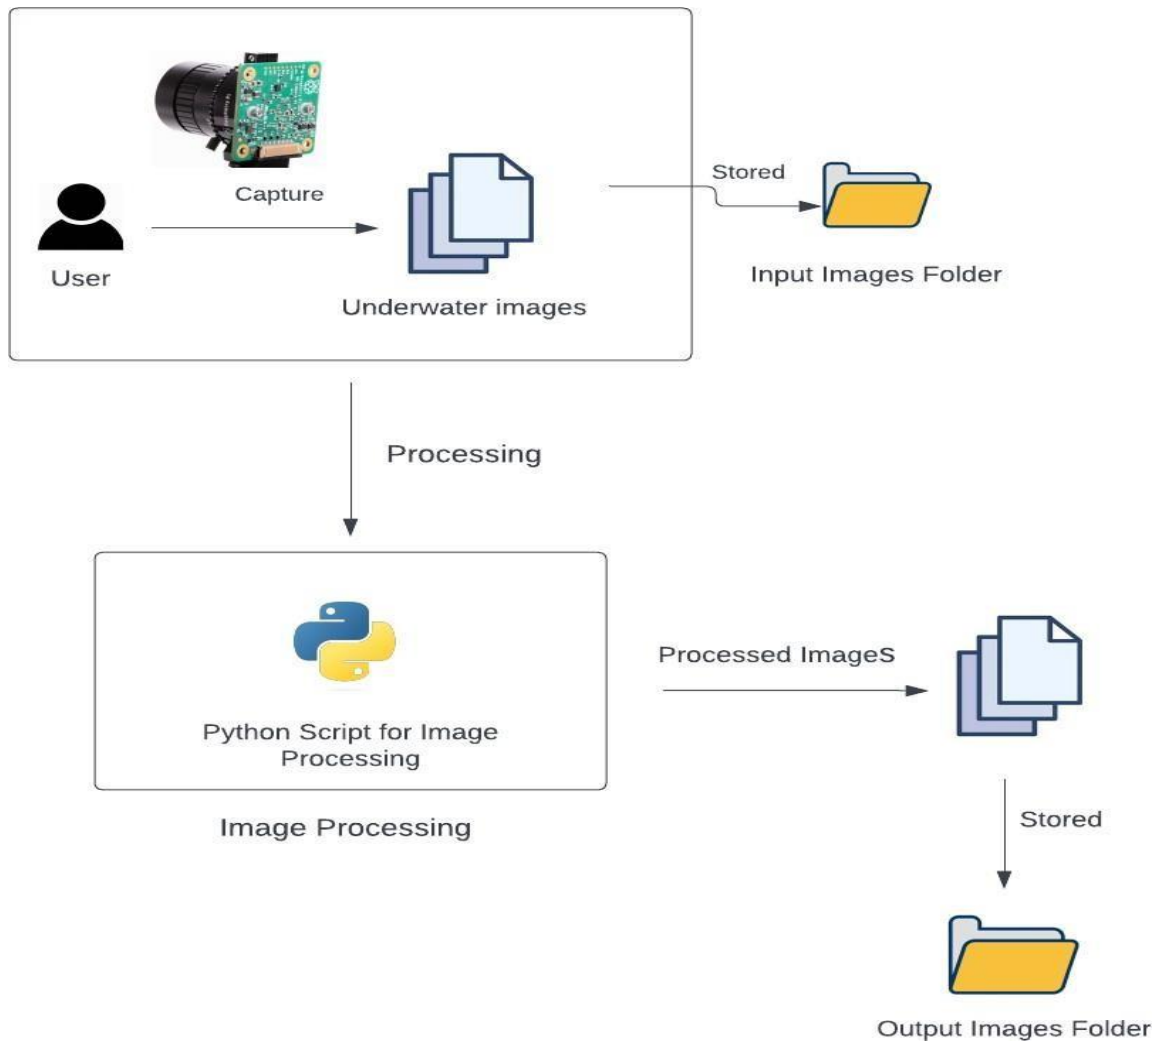 Capture
Stored
User
Input Images Folder
Underwater images
Processing
Processed ImageS
Python Script for Image
Processing
Image Processing
Stored
Output Images Folder